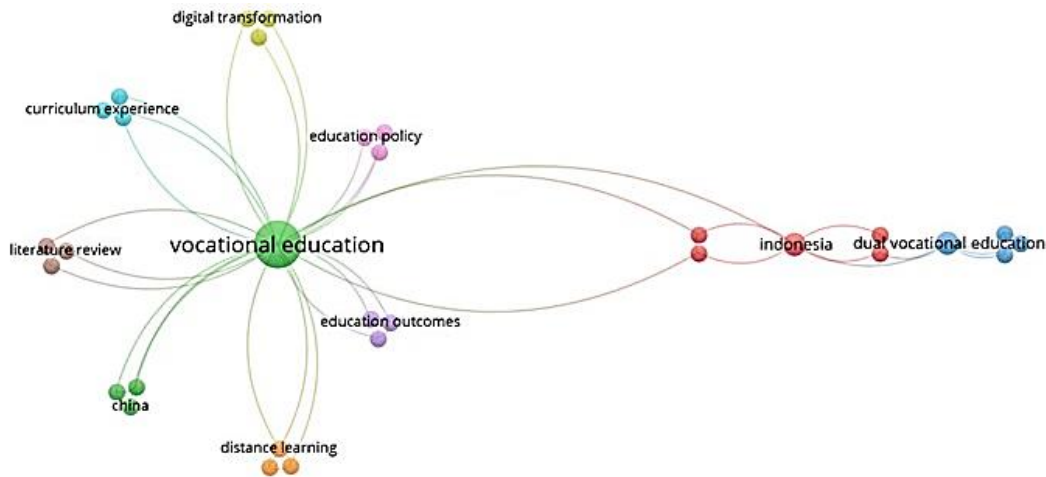 digital transformation
curriculum experience
education policy
literature review
vocational education
indonesia
dual vocational education
education outcomes
china
distance learning